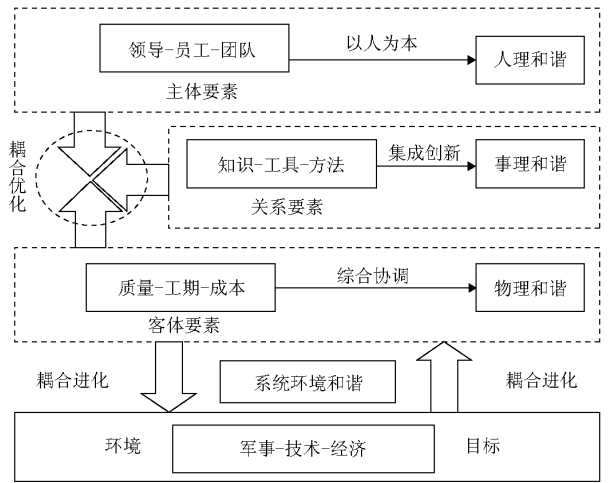 领导-员工-团队
以人为本
人理和谐
主体要素
耦合优化
知识-工具-方法
集成创新
事理和谐
关系要素
质量-工期-成本
综合协调
物理和谐
客体要素
耦合进化
系统环境和谐
耦合进化
环境
军事-技术-经济
目标